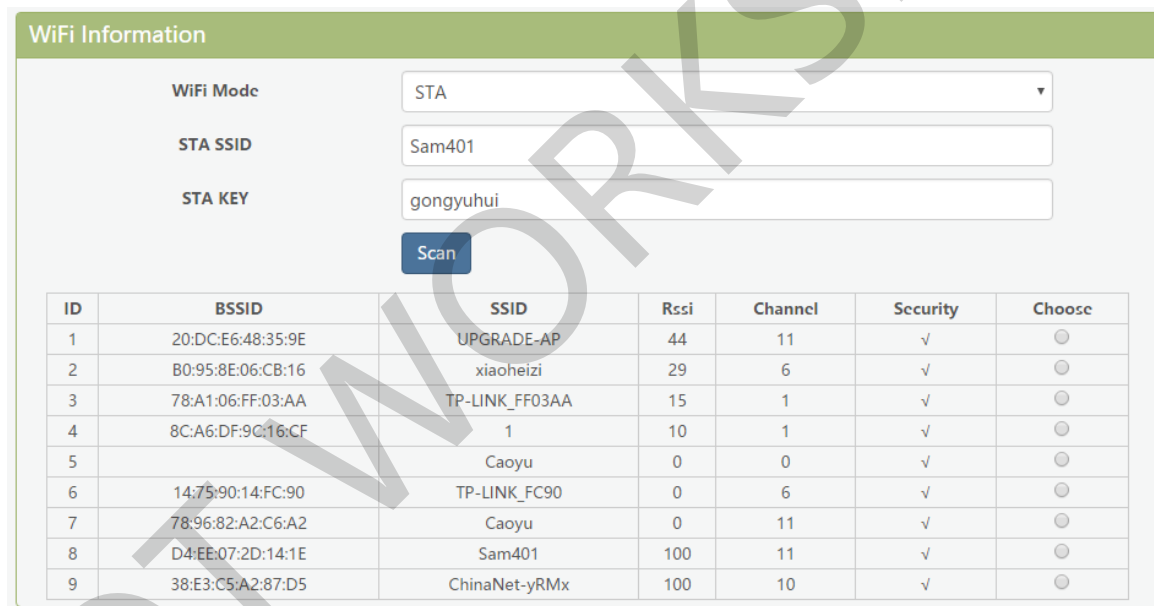 WiFi Information
WiFi Mode STA
STA SSID Sam401
STA KEY gongyuhui
Scan
ID BSSID SSID Rssi Channel Security Choose
1 20:DC:E6:48:35:9E UPGRADE-AP 44 11 √
2 B0:95:8E:06:CB:16 xiaoheizi 29 6 √
3 78:A1:06:FF:03:AA TP-LINK_FF03AA 15 1 √
4 8C:A6:DF:9C:16:CF 1 10 1 √
5 Caoyu 0 0 √
6 14:75:90:14:FC:90 TP-LINK_FC90 0 6 √
7 78:96:82:A2:C6:A2 Caoyu 0 11 √
8 D4:EE:07:2D:14:1E Sam401 100 11 √
9 38:E3:C5:A2:87:D5 ChinaNet-yRMx 100 10 √
OT WORKS